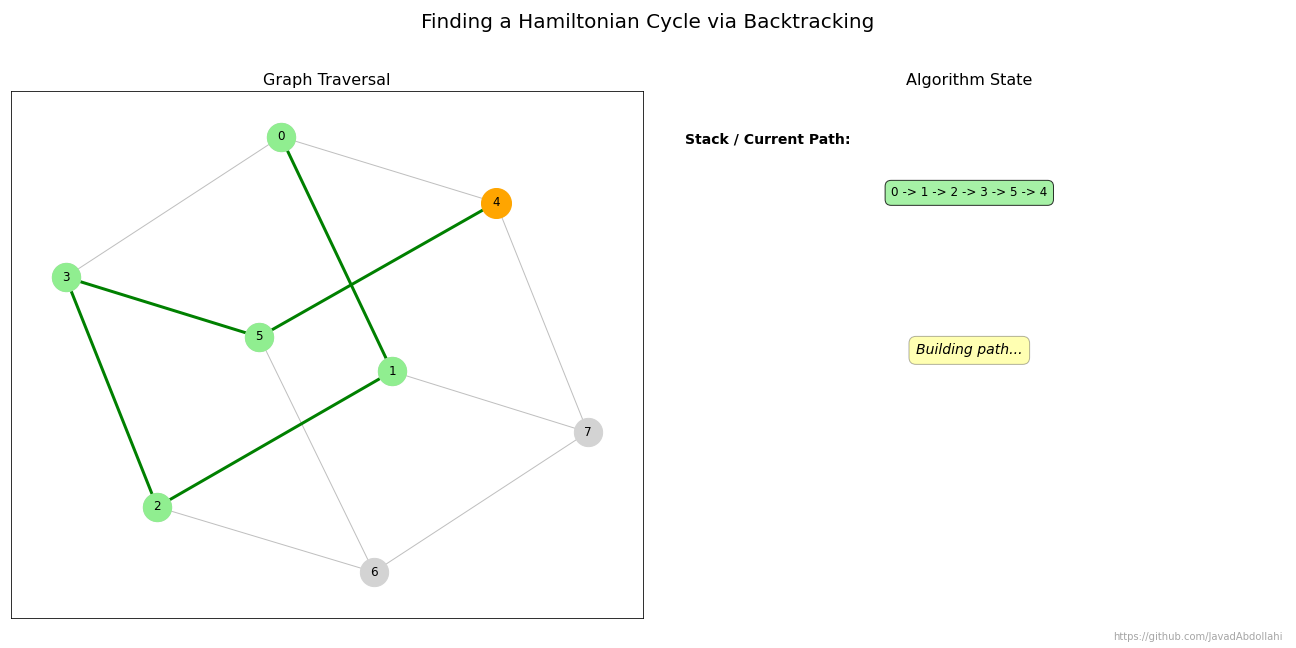 Finding a Hamiltonian Cycle via Backtracking
Graph Traversal
0
4
3
5
1
7
2
6
Algorithm State
Stack / Current Path:
0 -> 1 -> 2 -> 3 -> 5 -> 4
Building path...
https://github.com/JavadAbdollahi